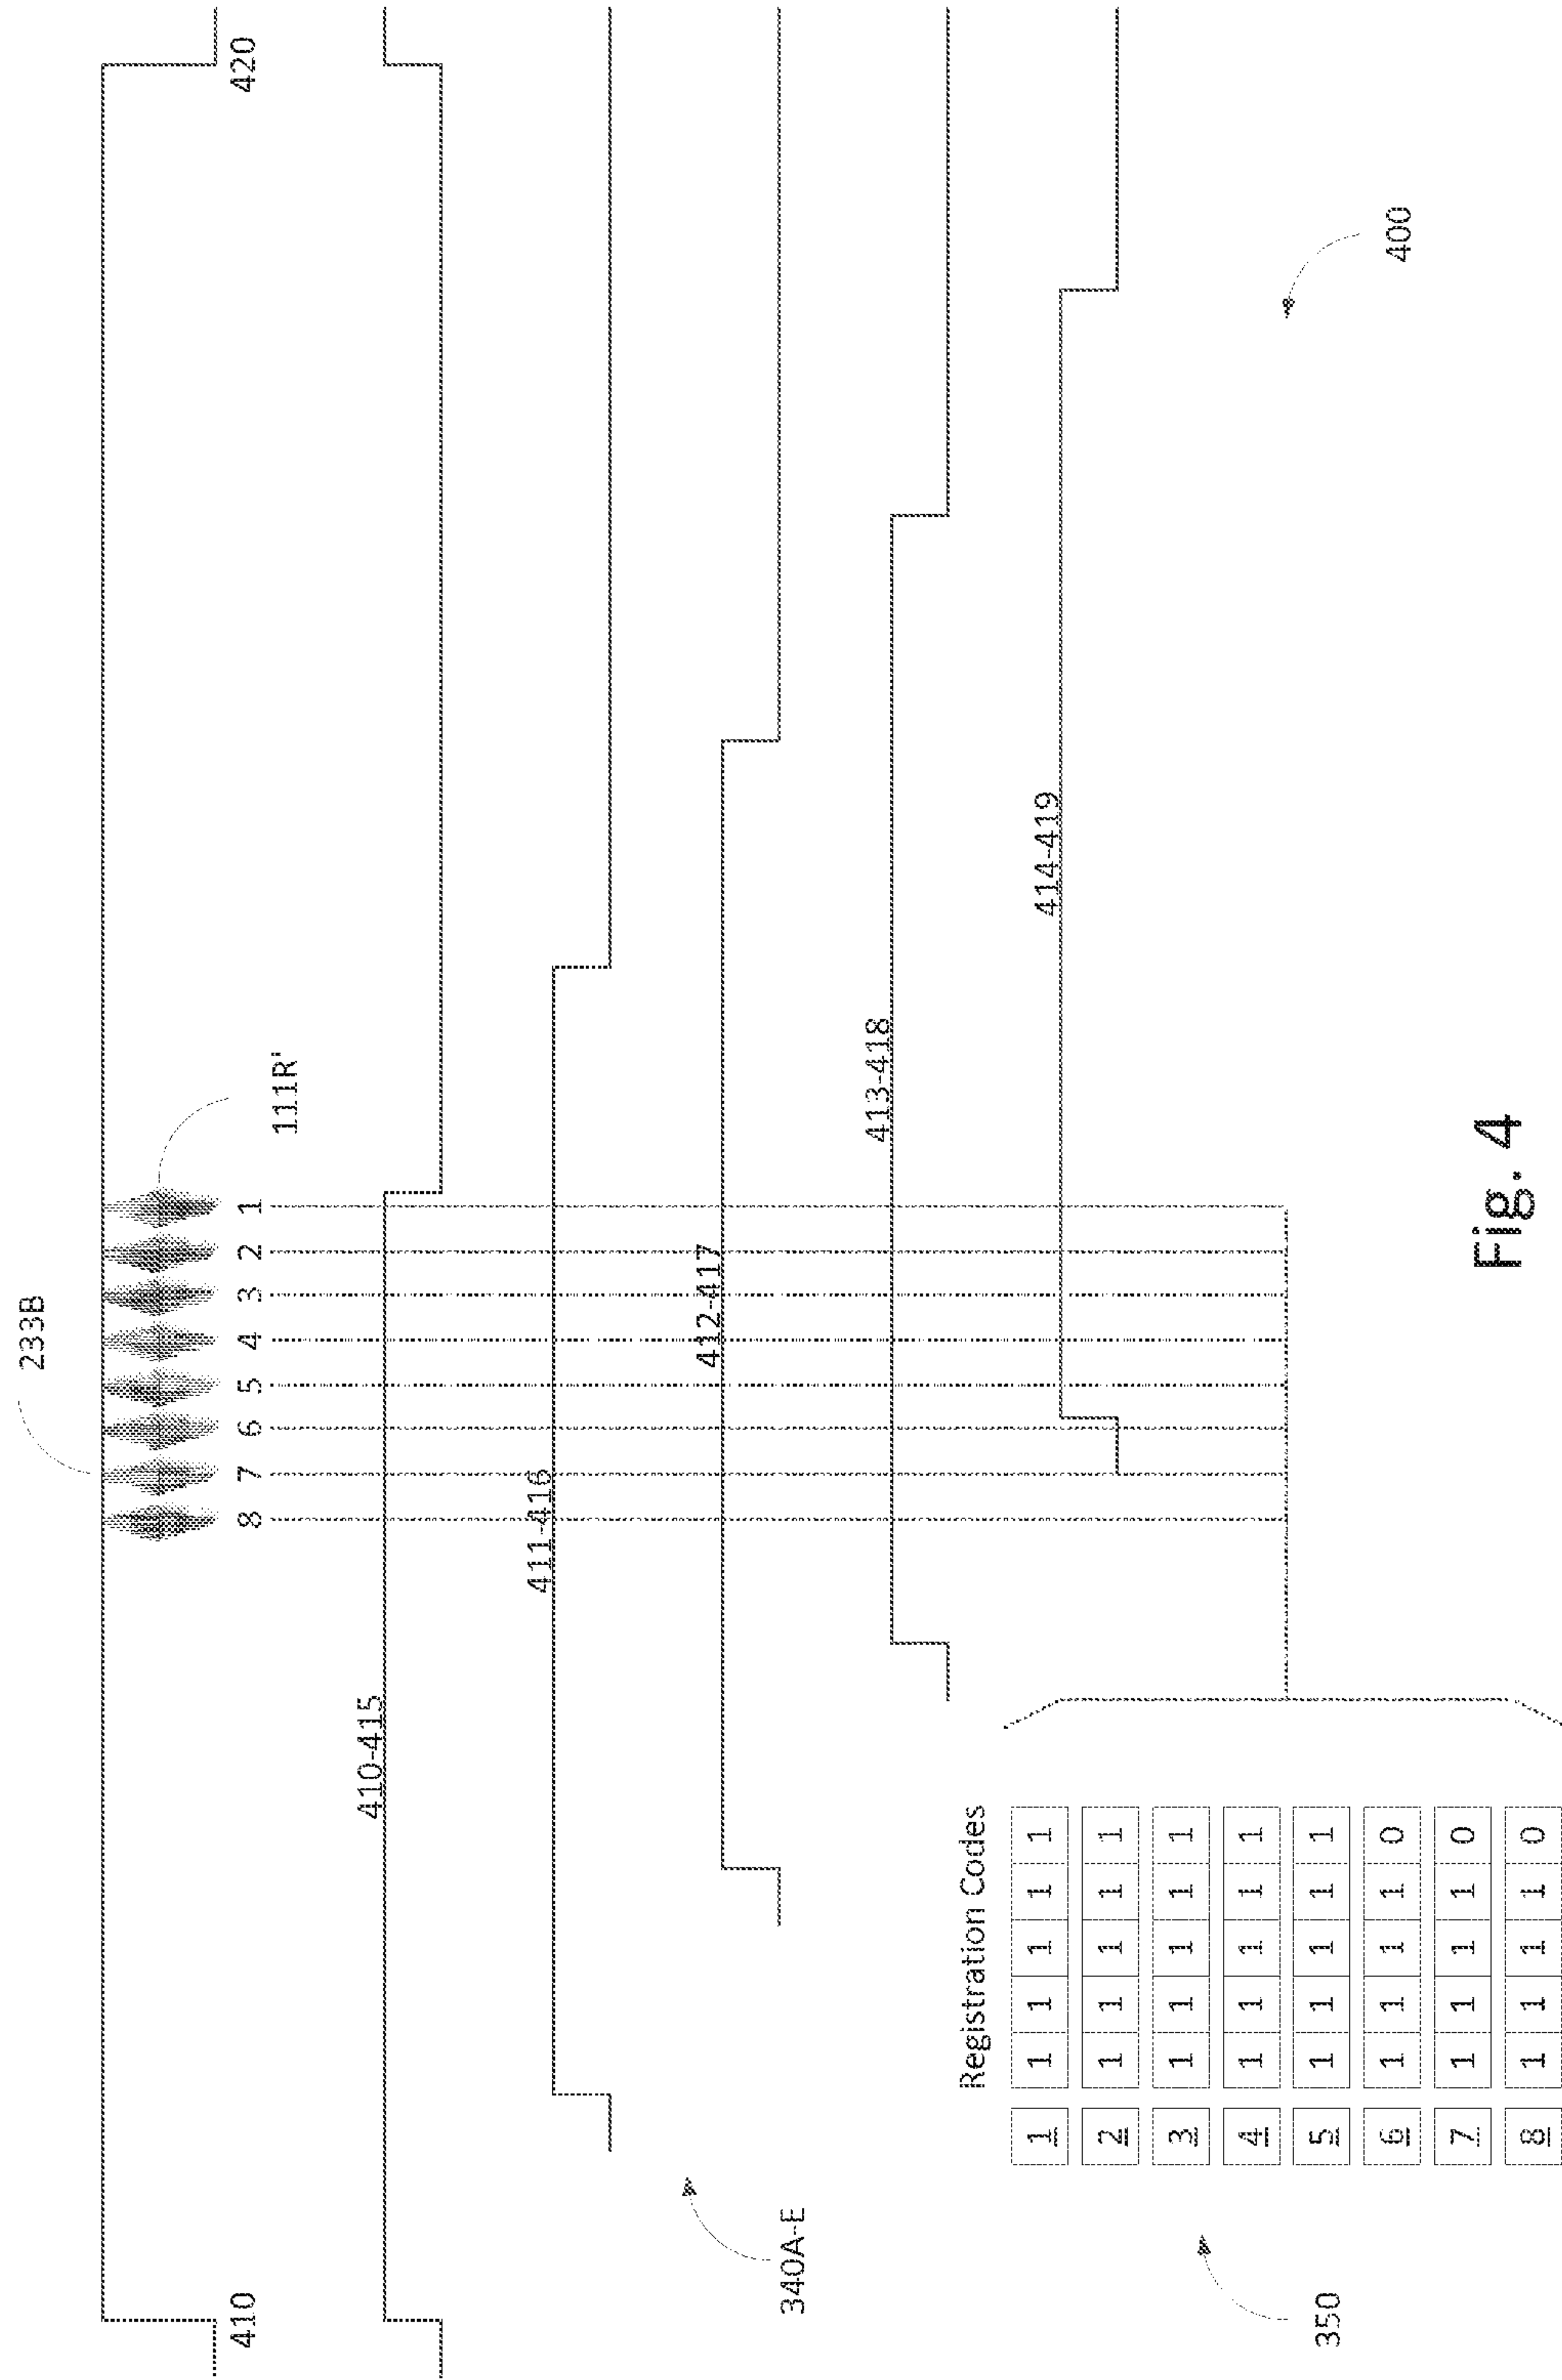 233B
410 8 7 6 5 4 3 2 1 420
111R'
410-415
411-416
412-417
340A-E
413-418
414-419
Registration Codes
1 1 1 1 1 1
2 1 1 1 1 1
3 1 1 1 1 1
4 1 1 1 1 1
5 1 1 1 1 1
6 1 1 1 1 0
7 1 1 1 1 0
8 1 1 1 1 0
350
400
Fig. 4